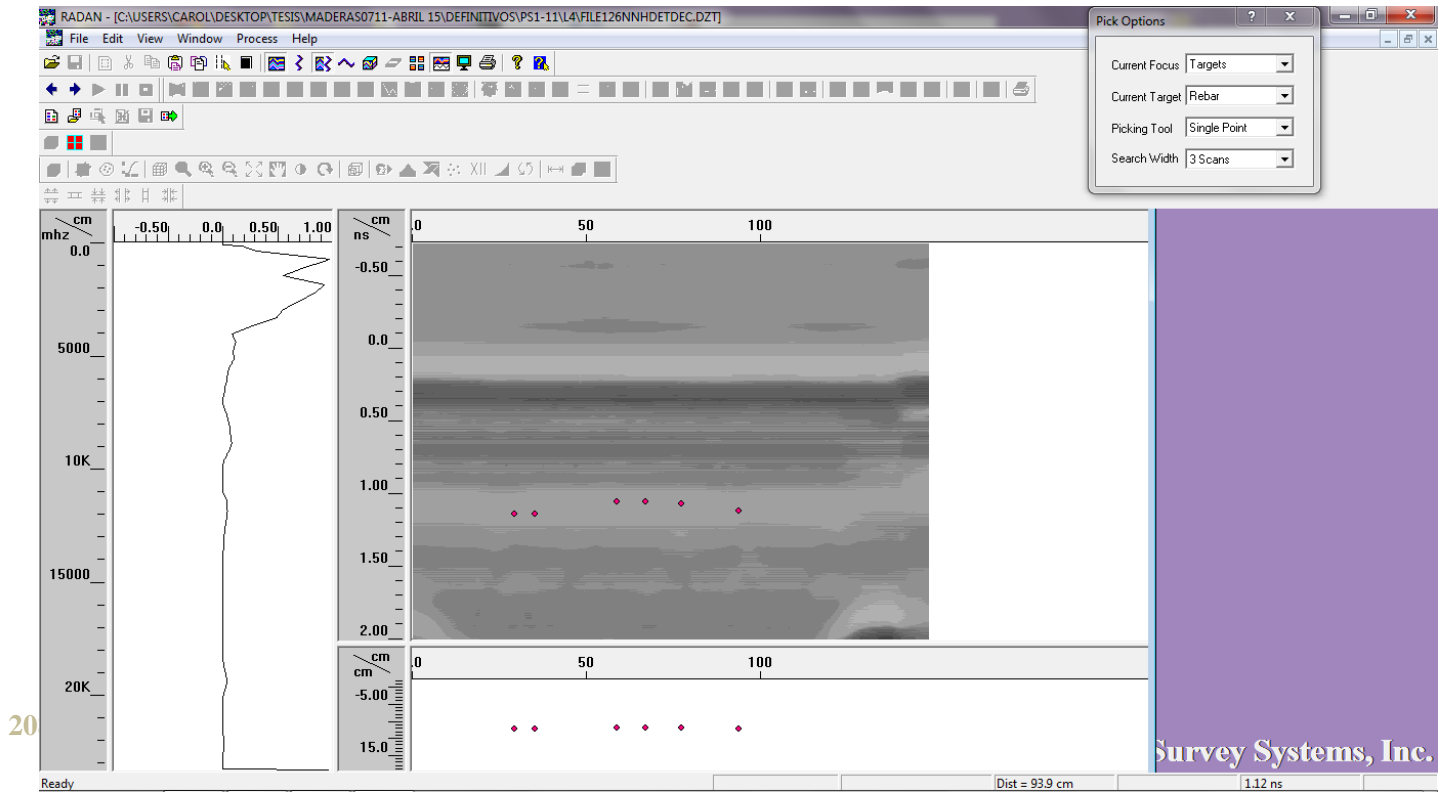 RADAN - [C:\USERS\CAROL\DESKTOP\TESIS\MADERAS0711-ABRIL 15\DEFINITIVOS\PS1-11\L4\FILE126NNHDETDEC.DZT]
File Edit View Window Process Help
Pick Options
Current Focus Targets
Current Target Rebar
Picking Tool Single Point
Search Width 3 Scans
XII
cm
mhz
-0.50 0.0 0.50 1.00
0.0
5000
10K
15000
20K
cm
ns
.0 50 100
-0.50
0.0
0.50
1.00
1.50
2.00
cm
cm
.0 50 100
-5.00
15.0
20
Survey Systems, Inc.
Ready
Dist = 93.9 cm
1.12 ns